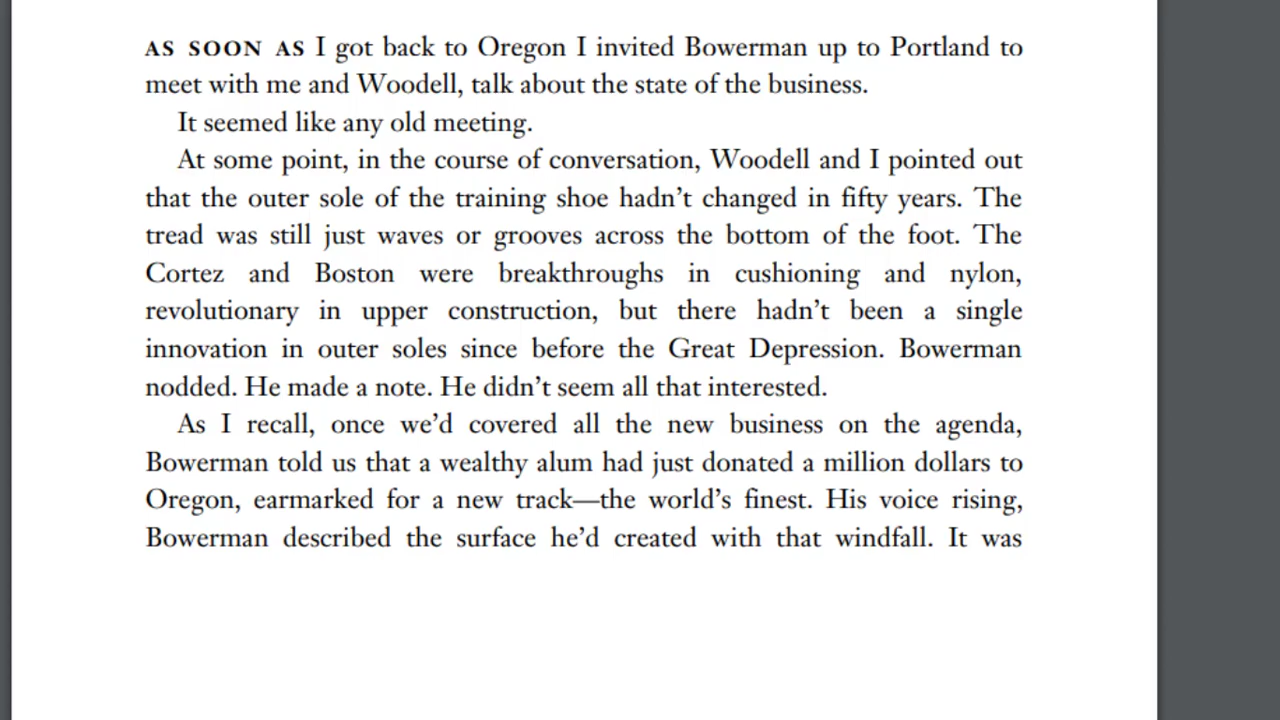 AS SOON AS I got back to Oregon I invited Bowerman up to Portland to
meet with me and Woodell, talk about the state of the business.
It seemed like any old meeting.
At some point, in the course of conversation, Woodell and I pointed out
that the outer sole of the training shoe hadn’t changed in fifty years. The
tread was still just waves or grooves across the bottom of the foot. The
Cortez and Boston were breakthroughs in cushioning and nylon,
revolutionary in upper construction, but there hadn’t been a single
innovation in outer soles since before the Great Depression. Bowerman
nodded. He made a note. He didn’t seem all that interested.
As I recall, once we’d covered all the new business on the agenda,
Bowerman told us that a wealthy alum had just donated a million dollars to
Oregon, earmarked for a new track—the world’s finest. His voice rising,
Bowerman described the surface he’d created with that windfall. It was